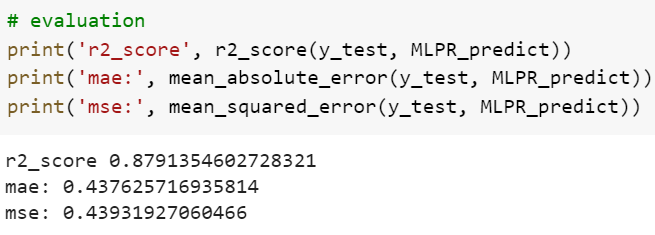 # evaluation
print('r2_score', r2_score(y_test, MLPR_predict))
print('mae:', mean_absolute_error(y_test, MLPR_predict))
print('mse:', mean_squared_error(y_test, MLPR_predict))
r2_score 0.8791354602728321
mae: 0.437625716935814
mse: 0.43931927060466